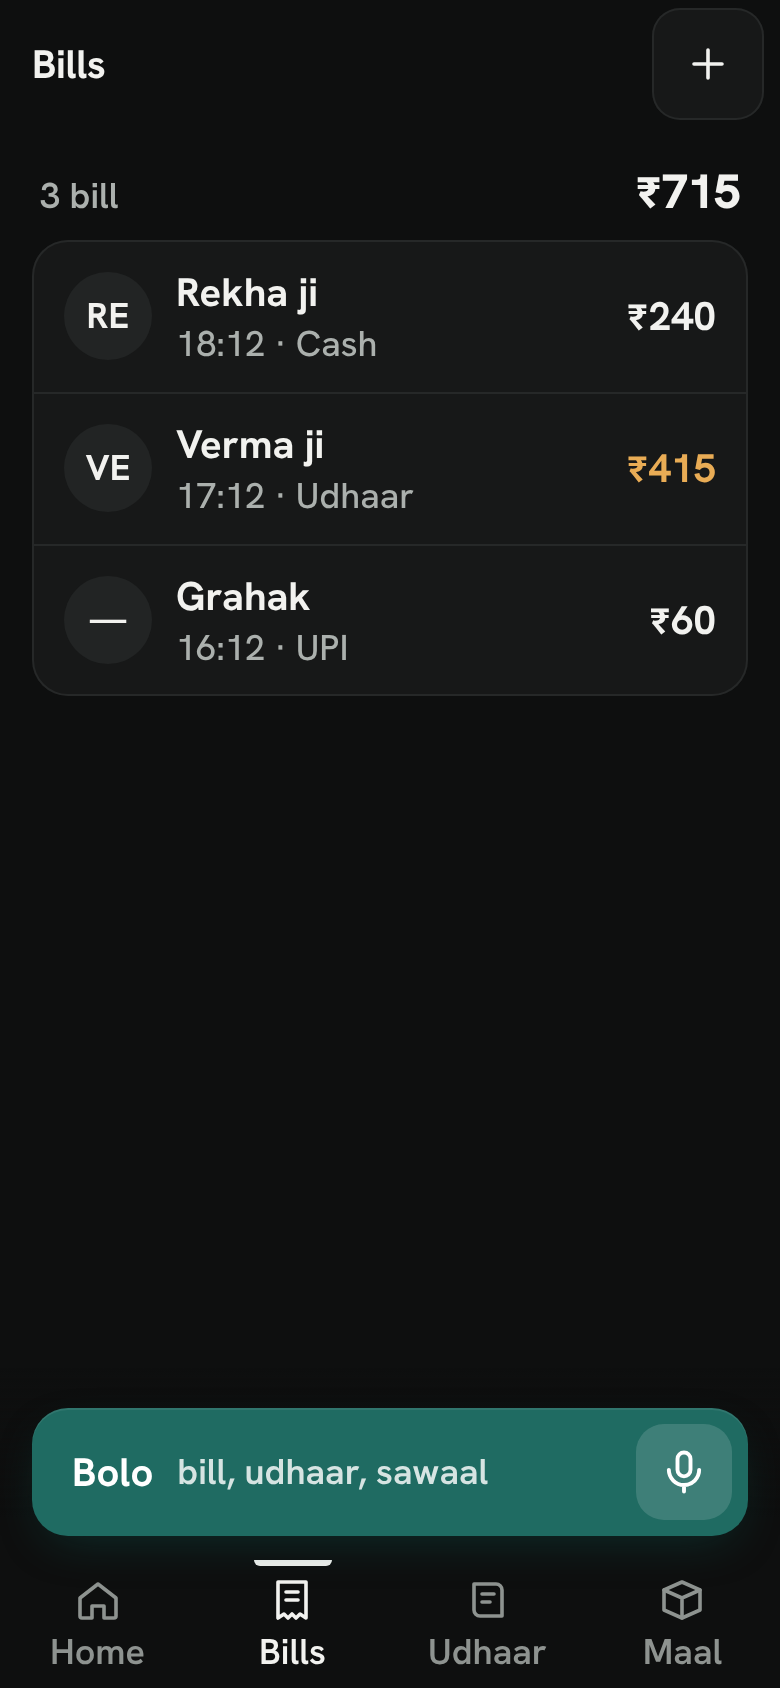 Bills
3 bill ₹715
RE Rekha ji ₹240
18:12 · Cash
VE Verma ji ₹415
17:12 · Udhaar
— Grahak ₹60
16:12 · UPI
Bolo bill, udhaar, sawaal
Home Bills Udhaar Maal